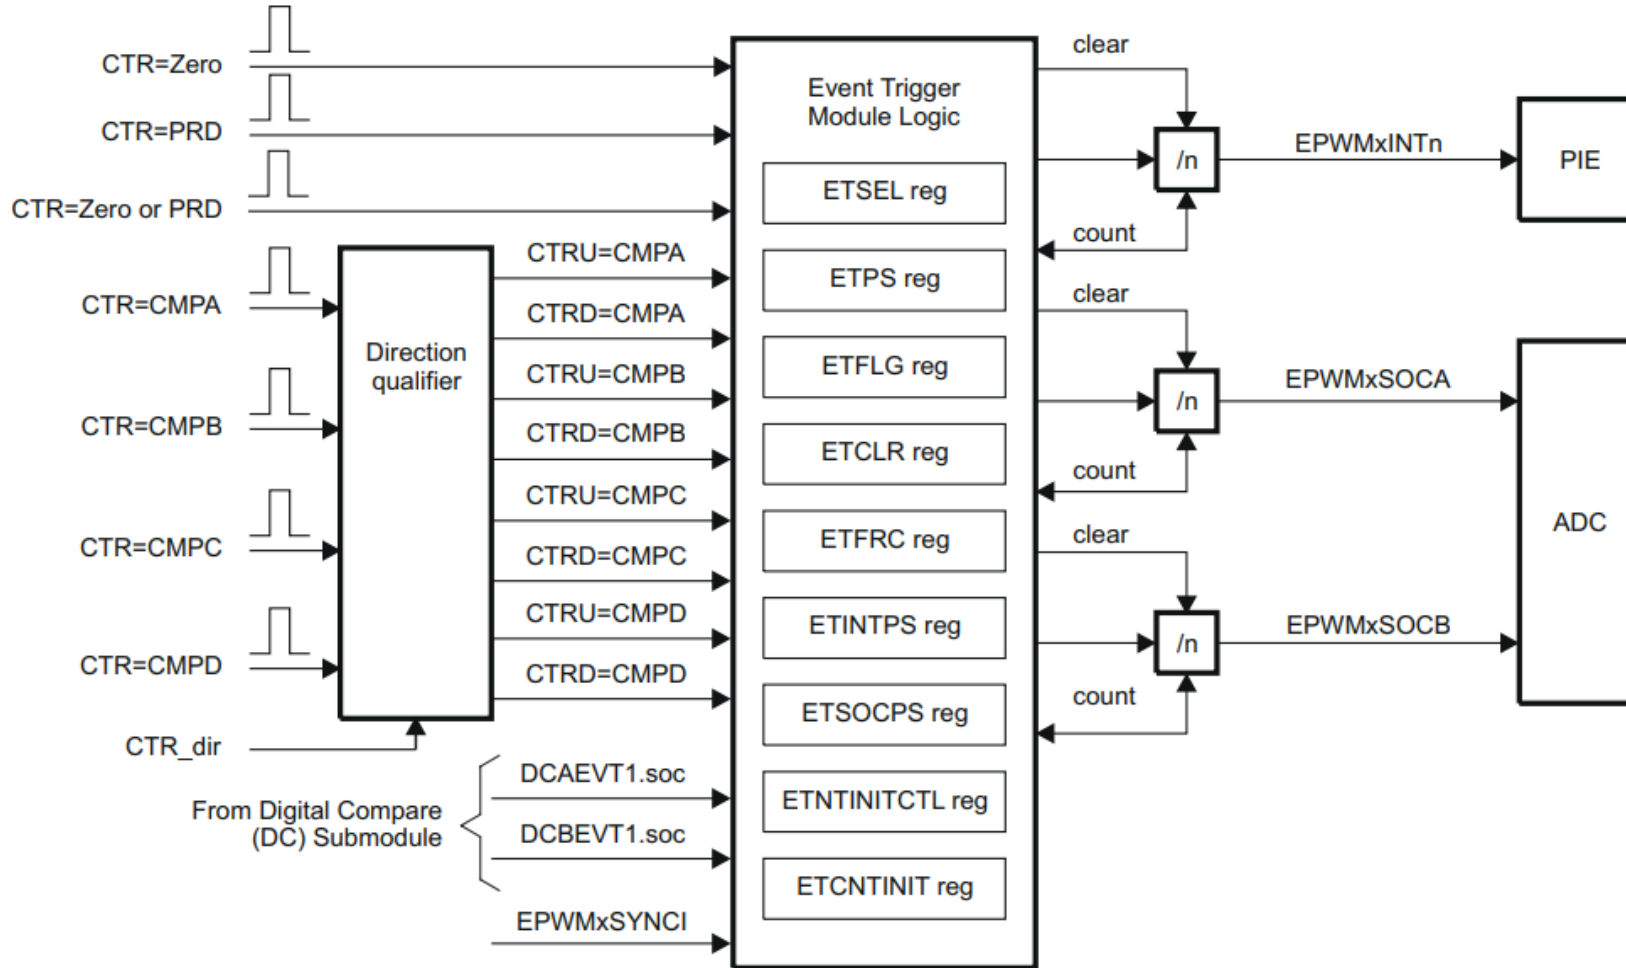 CTR=Zero
CTR=PRD
CTR=Zero or PRD
CTR=CMPA
CTR=CMPB
CTR=CMPC
CTR=CMPD
CTR_dir
Direction
qualifier
CTRU=CMPA
CTRD=CMPA
CTRU=CMPB
CTRD=CMPB
CTRU=CMPC
CTRD=CMPC
CTRU=CMPD
CTRD=CMPD
From Digital Compare
(DC) Submodule
DCAEVT1.soc
DCBEVT1.soc
EPWMxSYNCI
Event Trigger
Module Logic
ETSEL reg
ETPS reg
ETFLG reg
ETCLR reg
ETFRC reg
ETINTPS reg
ETSOCPS reg
ETNTINITCTL reg
ETCNTINIT reg
clear
/n
count
EPWMxINTn
PIE
clear
/n
count
EPWMxSOCA
clear
/n
count
EPWMxSOCB
ADC